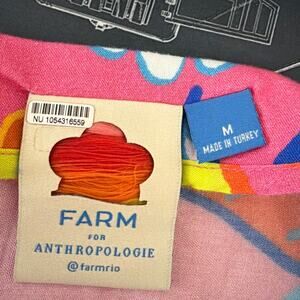 NU 1054316559
FARM
FOR
ANTHROPOLOGIE
@farmrio
M
MADE IN TURKEY